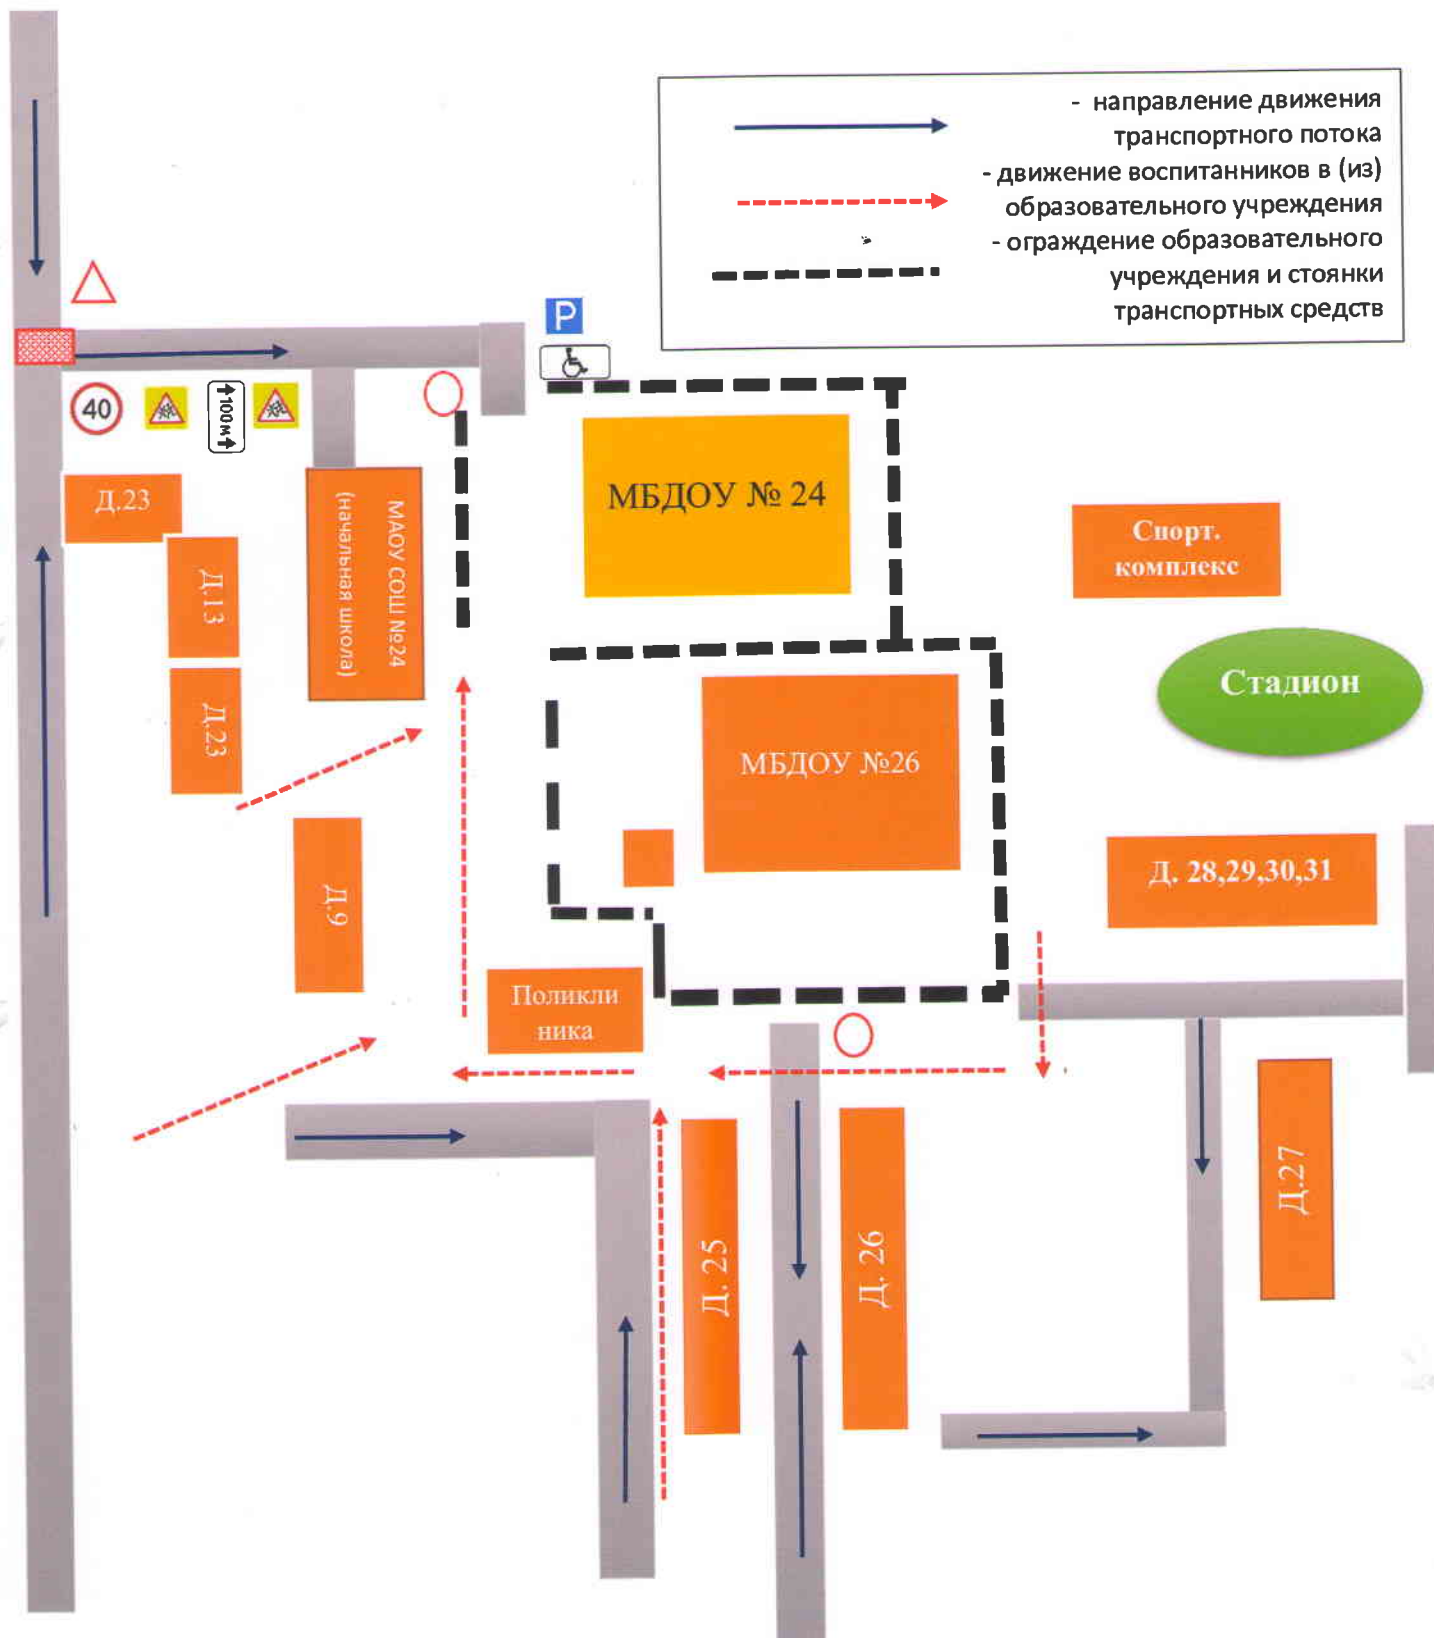 - направление движения
транспортного потока
- движение воспитанников в (из)
образовательного учреждения
- ограждение образовательного
учреждения и стоянки
транспортных средств
P
40
100 м
Д.23
МБДОУ № 24
МАОУ СОШ №24
(начальная школа)
Спорт.
комплекс
Д.13
Стадион
Д.23
МБДОУ №26
Д. 28,29,30,31
Д.9
Поликли
ника
Д. 25
Д. 26
Д.27